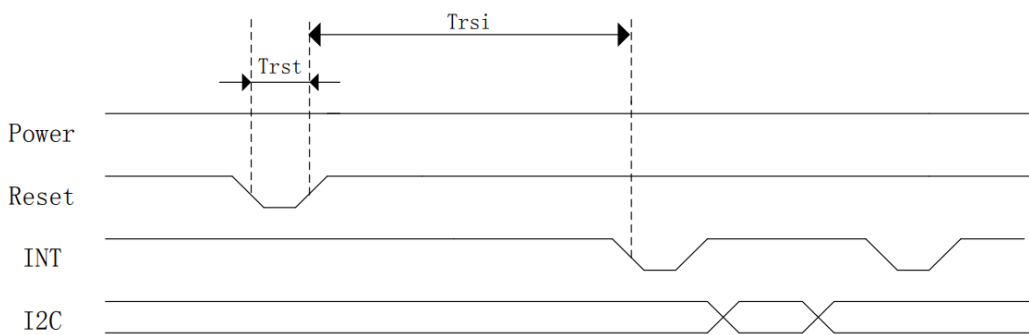 Trsi
Trst
Power
Reset
INT
I2C